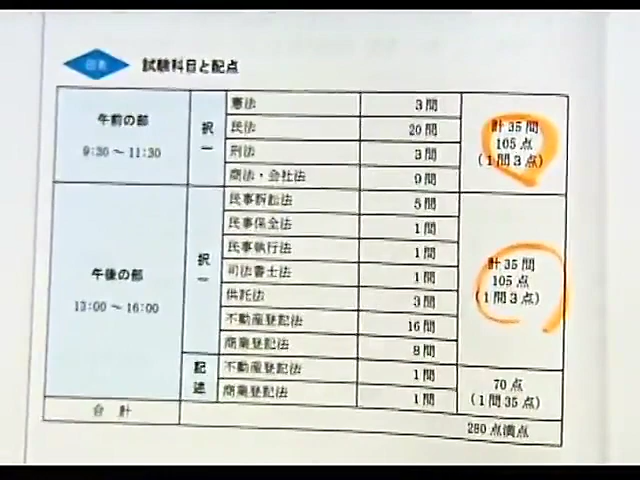 図表 試験科目と配点
午前の部 9:30～11:30 択一 憲法 3問 計35問 105点 (1問3点)
民法 20問
刑法 3問
商法・会社法 9問
午後の部 13:00～16:00 択一 民事訴訟法 5問 計35問 105点 (1問3点)
民事保全法 1問
民事執行法 1問
司法書士法 1問
供託法 3問
不動産登記法 16問
商業登記法 8問
記述 不動産登記法 1問 70点 (1問35点)
商業登記法 1問
合計 280点満点